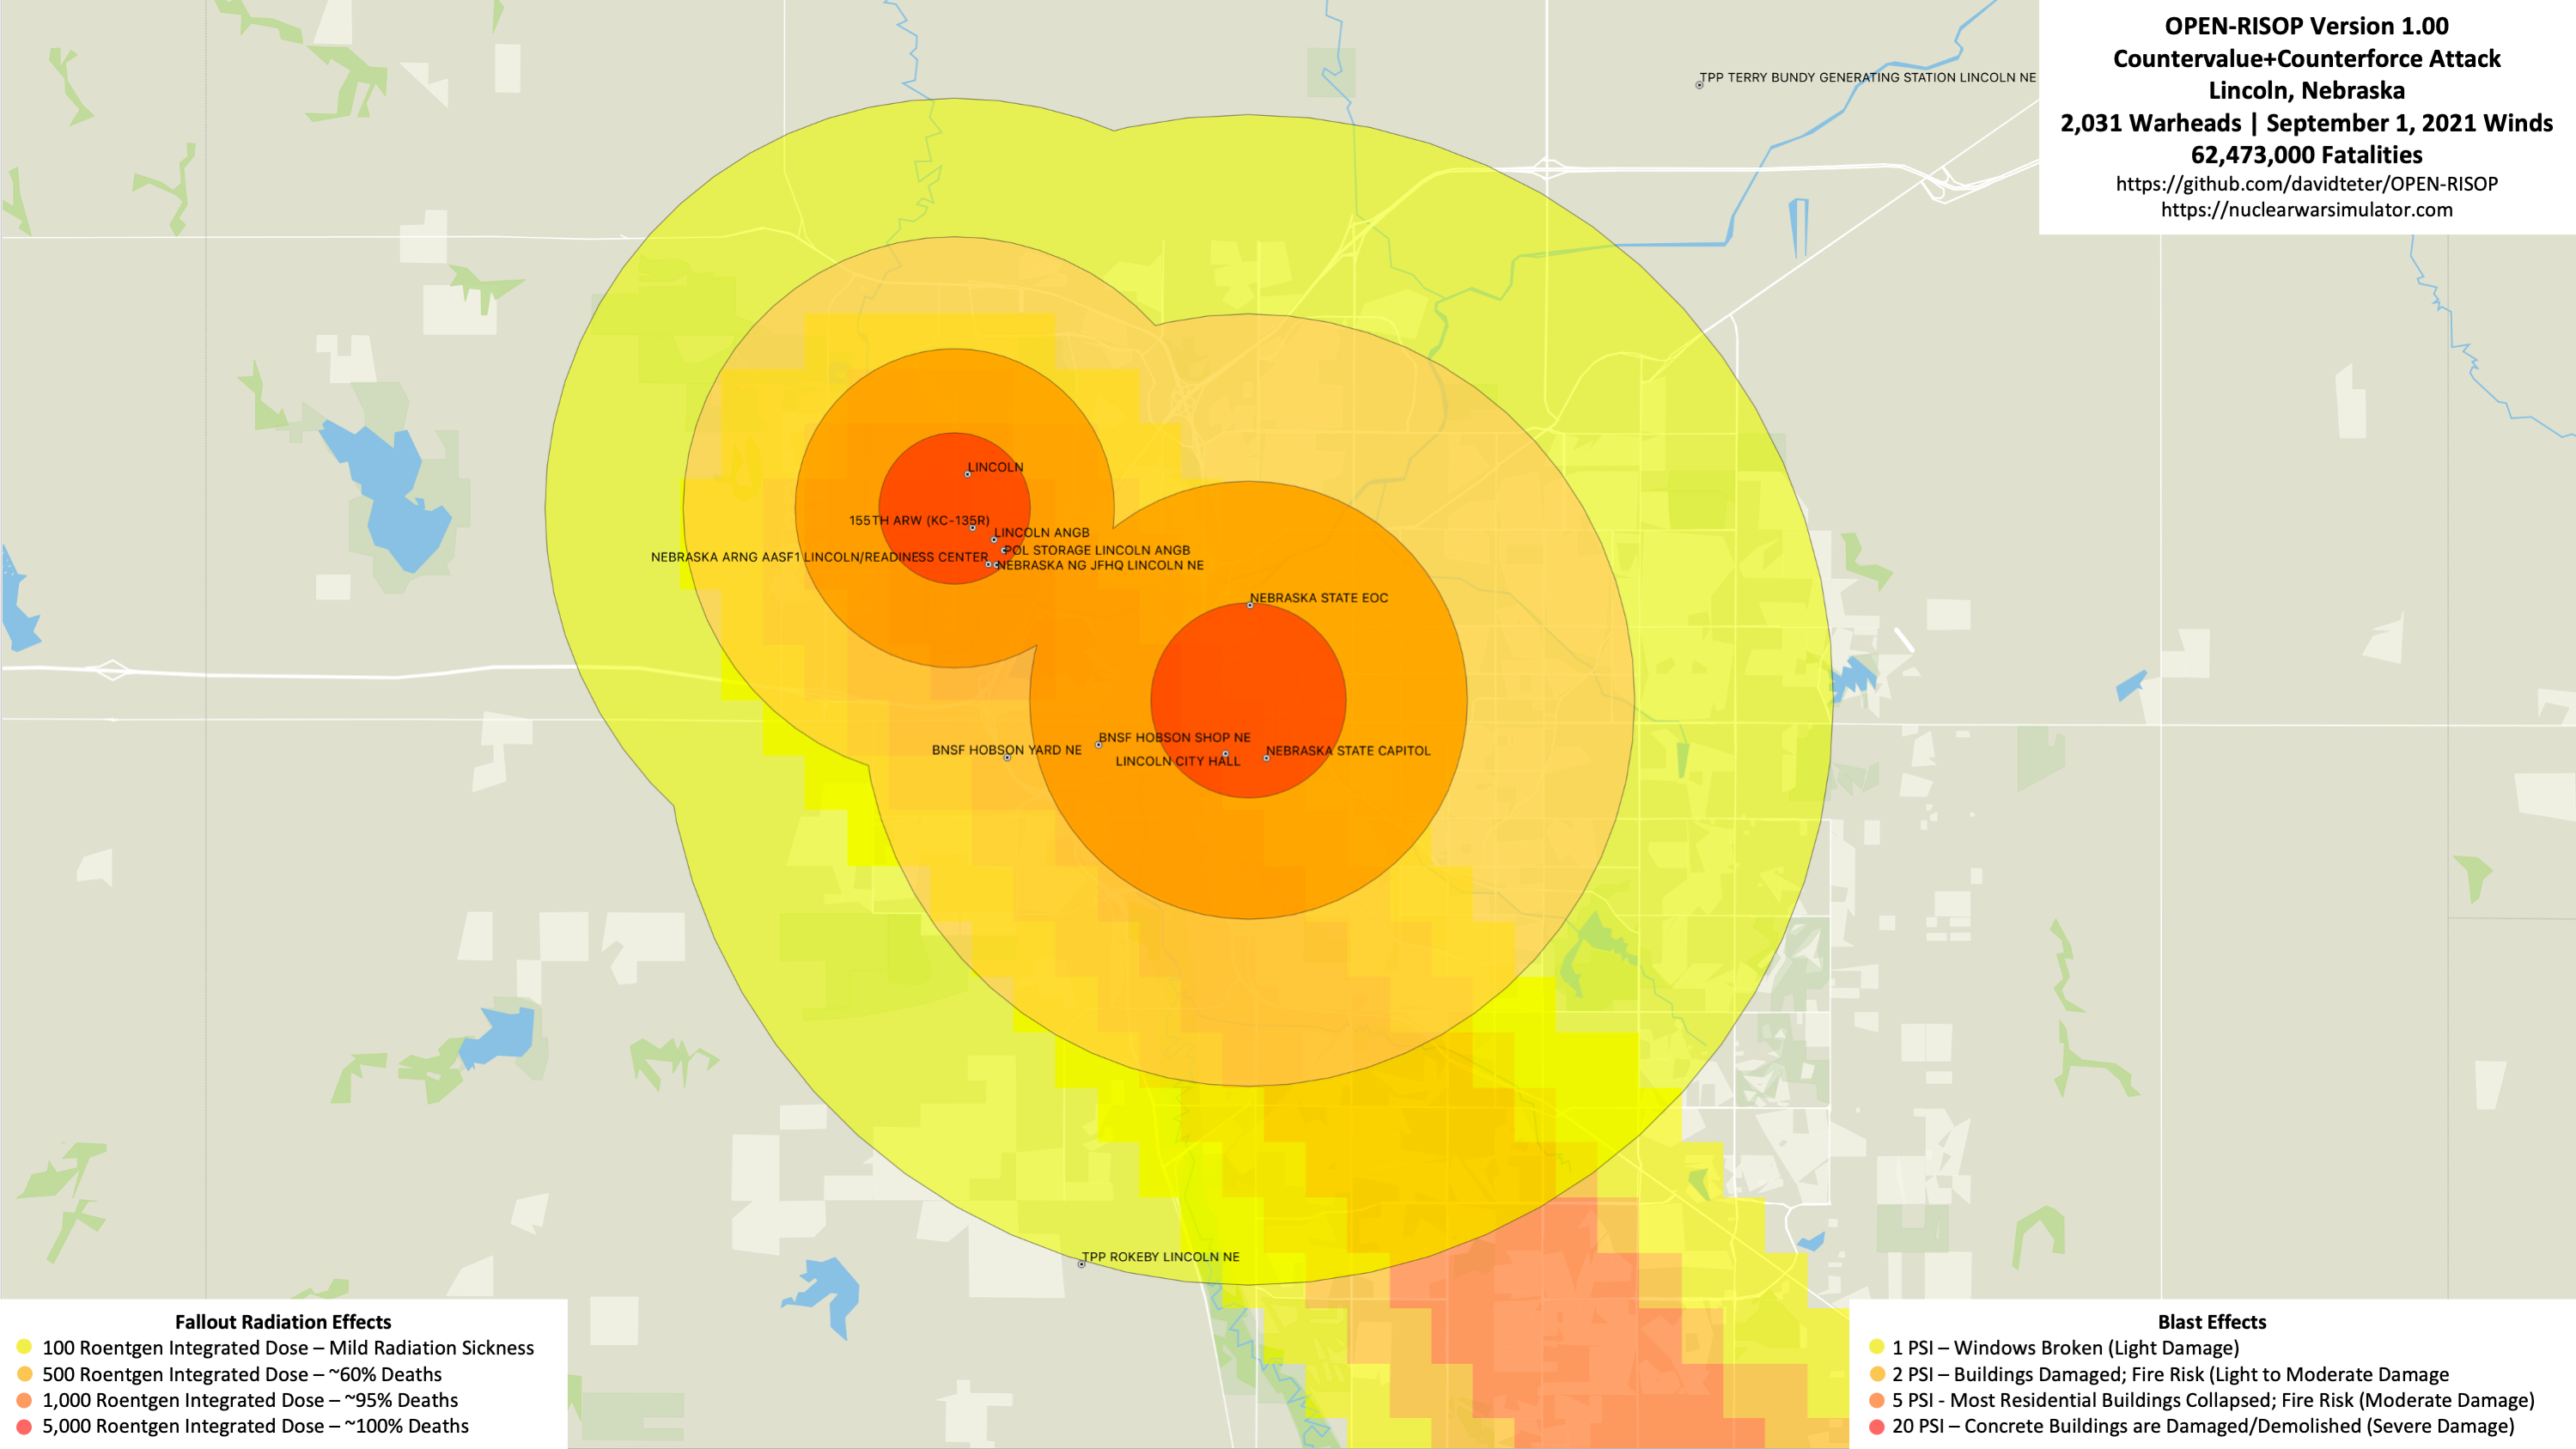 OPEN-RISOP Version 1.00
Countervalue+Counterforce Attack
Lincoln, Nebraska
2,031 Warheads | September 1, 2021 Winds
62,473,000 Fatalities
https://github.com/davidteter/OPEN-RISOP
https://nuclearwarsimulator.com
TPP TERRY BUNDY GENERATING STATION LINCOLN NE
LINCOLN
155TH ARW (KC-135R)
LINCOLN ANGB
POL STORAGE LINCOLN ANGB
NEBRASKA ARNG AASF1 LINCOLN/READINESS CENTER
NEBRASKA NG JFHQ LINCOLN NE
NEBRASKA STATE EOC
BNSF HOBSON SHOP NE
BNSF HOBSON YARD NE
NEBRASKA STATE CAPITOL
LINCOLN CITY HALL
TPP ROKEBY LINCOLN NE
Fallout Radiation Effects
100 Roentgen Integrated Dose – Mild Radiation Sickness
500 Roentgen Integrated Dose – ~60% Deaths
1,000 Roentgen Integrated Dose – ~95% Deaths
5,000 Roentgen Integrated Dose – ~100% Deaths
Blast Effects
1 PSI – Windows Broken (Light Damage)
2 PSI – Buildings Damaged; Fire Risk (Light to Moderate Damage
5 PSI - Most Residential Buildings Collapsed; Fire Risk (Moderate Damage)
20 PSI – Concrete Buildings are Damaged/Demolished (Severe Damage)